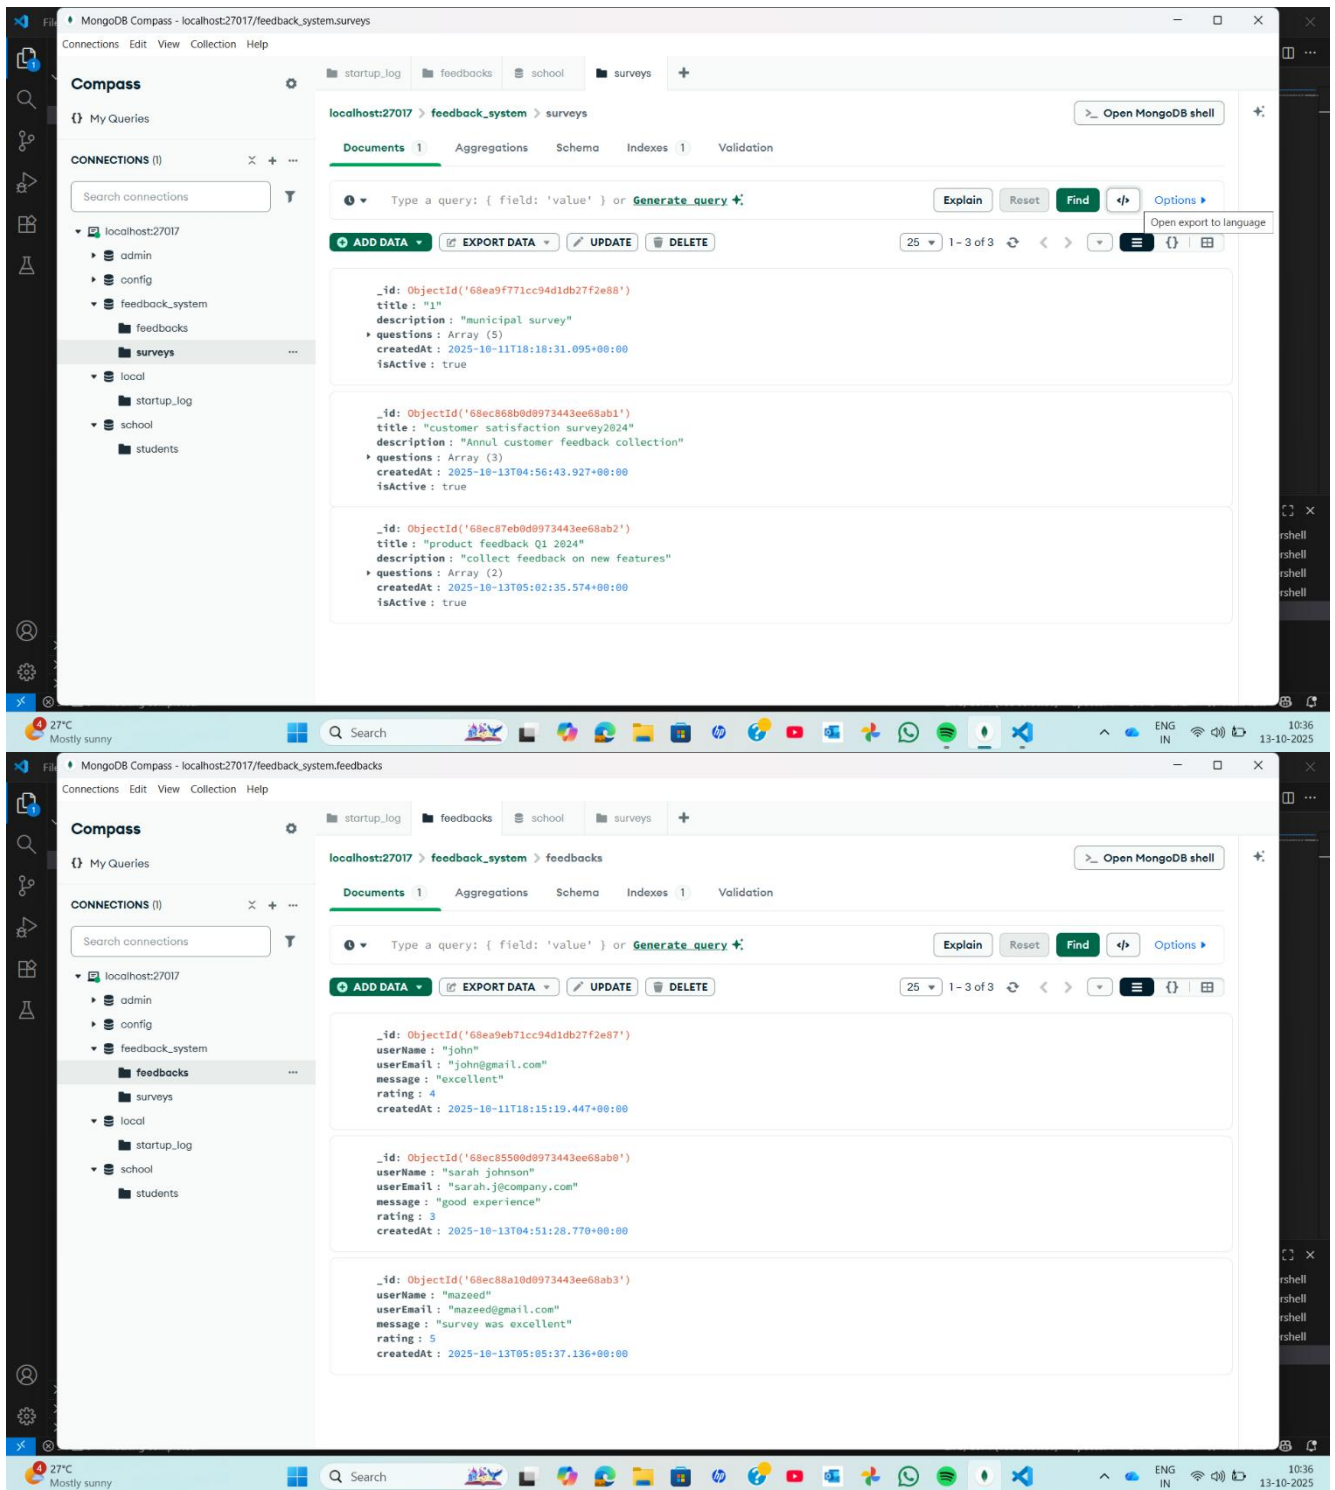 File
MongoDB Compass - localhost:27017/feedback_system.surveys
Connections Edit View Collection Help
Compass
startup_log feedbacks school surveys
{} My Queries
localhost:27017 > feedback_system > surveys
>_ Open MongoDB shell
CONNECTIONS (1)
Documents 1 Aggregations Schema Indexes 1 Validation
Search connections
Type a query: { field: 'value' } or Generate query
Explain Reset Find </> Options
Open export to language
localhost:27017
ADD DATA EXPORT DATA UPDATE DELETE
25 1 – 3 of 3 {}
admin
config
feedback_system
feedbacks
surveys
local
startup_log
school
students
_id: ObjectId('68ea9f771cc94d1db27f2e88')
title : "1"
description : "municipal survey"
questions : Array (5)
createdAt : 2025-10-11T18:18:31.095+00:00
isActive : true
_id: ObjectId('68ec868b0d0973443ee68ab1')
title : "customer satisfaction survey2024"
description : "Annul customer feedback collection"
questions : Array (3)
createdAt : 2025-10-13T04:56:43.927+00:00
isActive : true
_id: ObjectId('68ec87eb0d0973443ee68ab2')
title : "product feedback Q1 2024"
description : "collect feedback on new features"
questions : Array (2)
createdAt : 2025-10-13T05:02:35.574+00:00
isActive : true
rshell
rshell
rshell
rshell
4
27°C
Mostly sunny
Search
ENG
IN
10:36
13-10-2025
File
MongoDB Compass - localhost:27017/feedback_system.feedbacks
Connections Edit View Collection Help
Compass
startup_log feedbacks school surveys
{} My Queries
localhost:27017 > feedback_system > feedbacks
>_ Open MongoDB shell
CONNECTIONS (1)
Documents 1 Aggregations Schema Indexes 1 Validation
Search connections
Type a query: { field: 'value' } or Generate query
Explain Reset Find </> Options
localhost:27017
ADD DATA EXPORT DATA UPDATE DELETE
25 1 – 3 of 3 {}
admin
config
feedback_system
feedbacks
surveys
local
startup_log
school
students
_id: ObjectId('68ea9eb71cc94d1db27f2e87')
userName : "john"
userEmail : "john@gmail.com"
message : "excellent"
rating : 4
createdAt : 2025-10-11T18:15:19.447+00:00
_id: ObjectId('68ec85500d0973443ee68ab0')
userName : "sarah johnson"
userEmail : "sarah.j@company.com"
message : "good experience"
rating : 3
createdAt : 2025-10-13T04:51:28.770+00:00
_id: ObjectId('68ec88a10d0973443ee68ab3')
userName : "mazeed"
userEmail : "mazeed@gmail.com"
message : "survey was excellent"
rating : 5
createdAt : 2025-10-13T05:05:37.136+00:00
rshell
rshell
rshell
rshell
4
27°C
Mostly sunny
Search
ENG
IN
10:36
13-10-2025